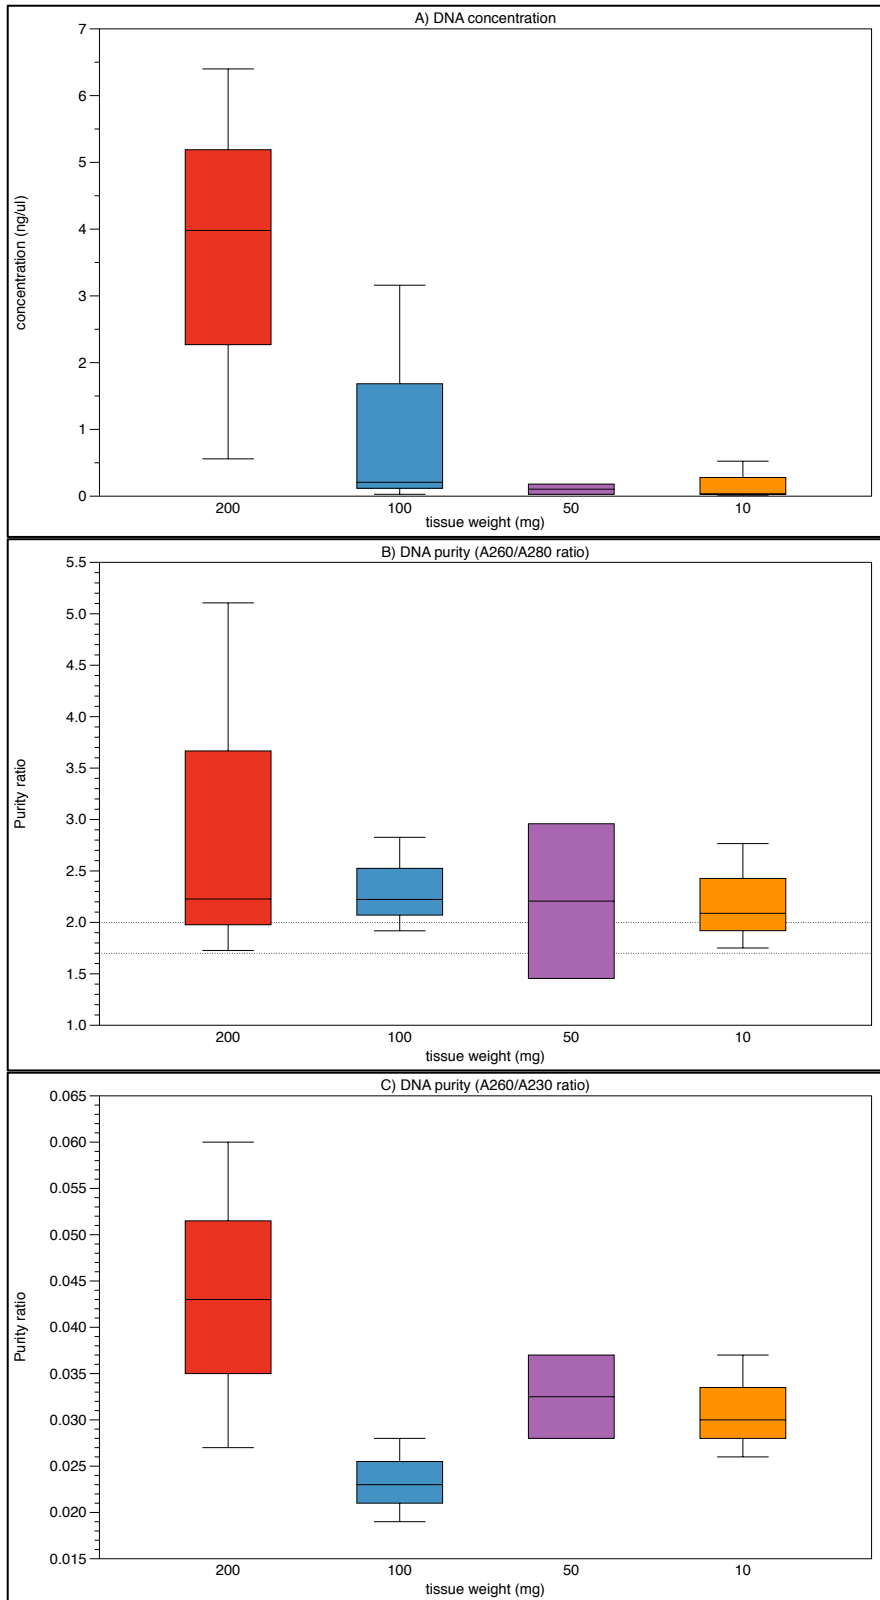 A) DNA concentration
7
6
5
4
3
2
1
0
concentration (ng/ul)
200 100 50 10
tissue weight (mg)
B) DNA purity (A260/A280 ratio)
5.5
5.0
4.5
4.0
3.5
3.0
2.5
2.0
1.5
1.0
Purity ratio
200 100 50 10
tissue weight (mg)
C) DNA purity (A260/A230 ratio)
0.065
0.060
0.055
0.050
0.045
0.040
0.035
0.030
0.025
0.020
0.015
Purity ratio
200 100 50 10
tissue weight (mg)